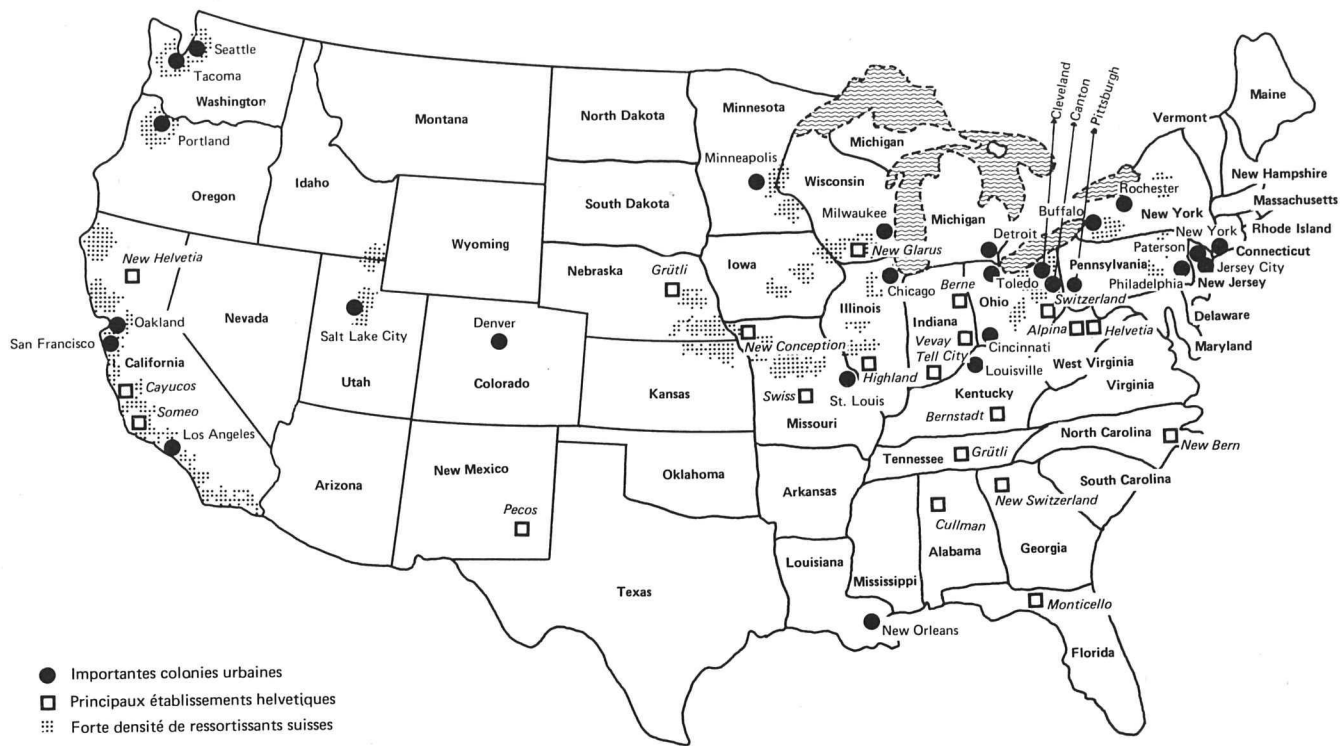 Seattle
Tacoma
Washington
Portland
Oregon
Idaho
Montana
North Dakota
Minnesota
Minneapolis
South Dakota
Wyoming
Wisconsin
Michigan
Milwaukee
New Glarus
Michigan
Detroit
Cleveland
Canton
Pittsburgh
Buffalo
Rochester
New York
Vermont
Maine
New Hampshire
Massachusetts
Rhode Island
Connecticut
New York
Paterson
Jersey City
New Jersey
Pennsylvania
Philadelphia
Delaware
Maryland
New Helvetia
Oakland
San Francisco
California
Cayucos
Someo
Los Angeles
Nevada
Salt Lake City
Utah
Denver
Colorado
Nebraska
Grütli
Iowa
Chicago
Illinois
Berne
Indiana
Vevay
Tell City
Toledo
Ohio
Switzerland
Alpina
Helvetia
Cincinnati
Louisville
West Virginia
Virginia
Kansas
New Conception
Swiss
Missouri
St. Louis
Highland
Kentucky
Bernstadt
Arizona
New Mexico
Pecos
Oklahoma
Arkansas
Tennessee
Grütli
North Carolina
New Bern
South Carolina
New Switzerland
Cullman
Alabama
Georgia
Texas
Louisiana
Mississippi
New Orleans
Monticello
Florida
Importantes colonies urbaines
Principaux établissements helvetiques
Forte densité de ressortissants suisses